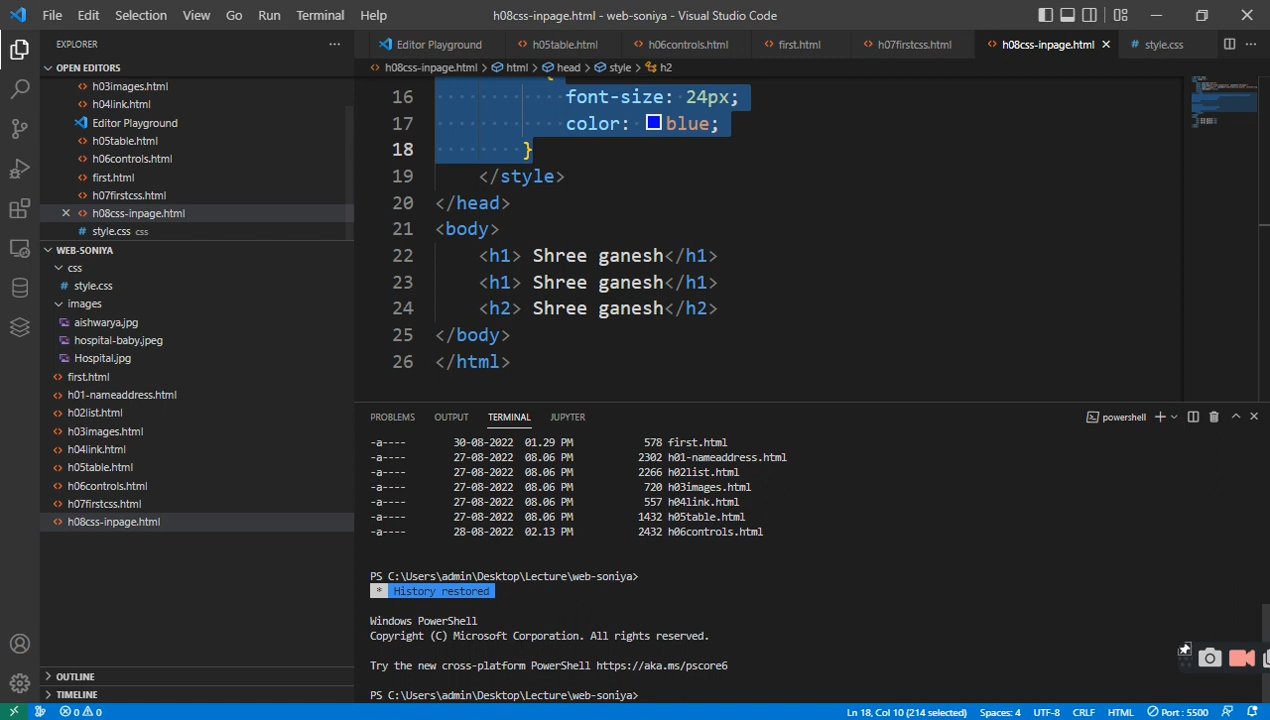 File Edit Selection View Go Run Terminal Help h08css-inpage.html - web-soniya - Visual Studio Code
EXPLORER
Editor Playground h05table.html h06controls.html first.html h07firstcss.html h08css-inpage.html style.css
h08css-inpage.html > html > head > style > h2
OPEN EDITORS
h03images.html
h04link.html
Editor Playground
h05table.html
h06controls.html
first.html
h07firstcss.html
h08css-inpage.html
style.css css
WEB-SONIYA
css
style.css
images
aishwarya.jpg
hospital-baby.jpeg
Hospital.jpg
first.html
h01-nameaddress.html
h02list.html
h03images.html
h04link.html
h05table.html
h06controls.html
h07firstcss.html
h08css-inpage.html
OUTLINE
TIMELINE
{
16 font-size: 24px;
17 color: blue;
18 }
19 </style>
20 </head>
21 <body>
22 <h1> Shree ganesh</h1>
23 <h1> Shree ganesh</h1>
24 <h2> Shree ganesh</h2>
25 </body>
26 </html>
PROBLEMS OUTPUT TERMINAL JUPYTER powershell
-a---- 30-08-2022 01.29 PM 578 first.html
-a---- 27-08-2022 08.06 PM 2302 h01-nameaddress.html
-a---- 27-08-2022 08.06 PM 2266 h02list.html
-a---- 27-08-2022 08.06 PM 720 h03images.html
-a---- 27-08-2022 08.06 PM 557 h04link.html
-a---- 27-08-2022 08.06 PM 1432 h05table.html
-a---- 28-08-2022 02.13 PM 2432 h06controls.html
PS C:\Users\admin\Desktop\Lecture\web-soniya>
* History restored
Windows PowerShell
Copyright (C) Microsoft Corporation. All rights reserved.
Try the new cross-platform PowerShell https://aka.ms/pscore6
PS C:\Users\admin\Desktop\Lecture\web-soniya>
0 0 Ln 18, Col 10 (214 selected) Spaces: 4 UTF-8 CRLF HTML Port : 5500